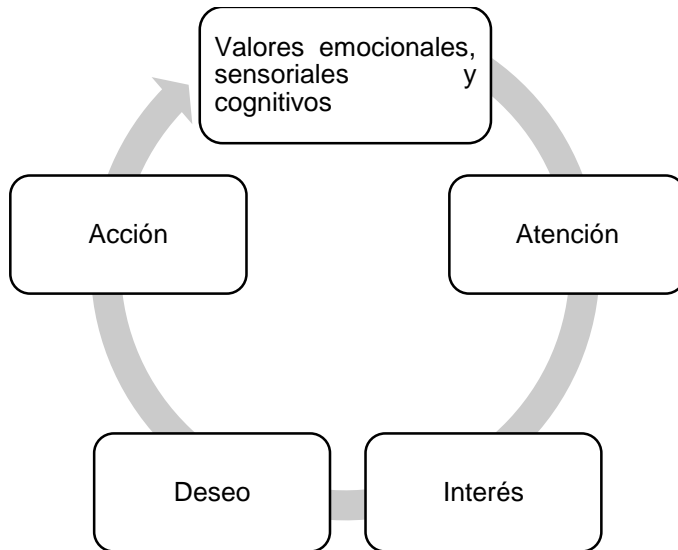 Valores emocionales,
sensoriales y
cognitivos
Atención
Interés
Deseo
Acción